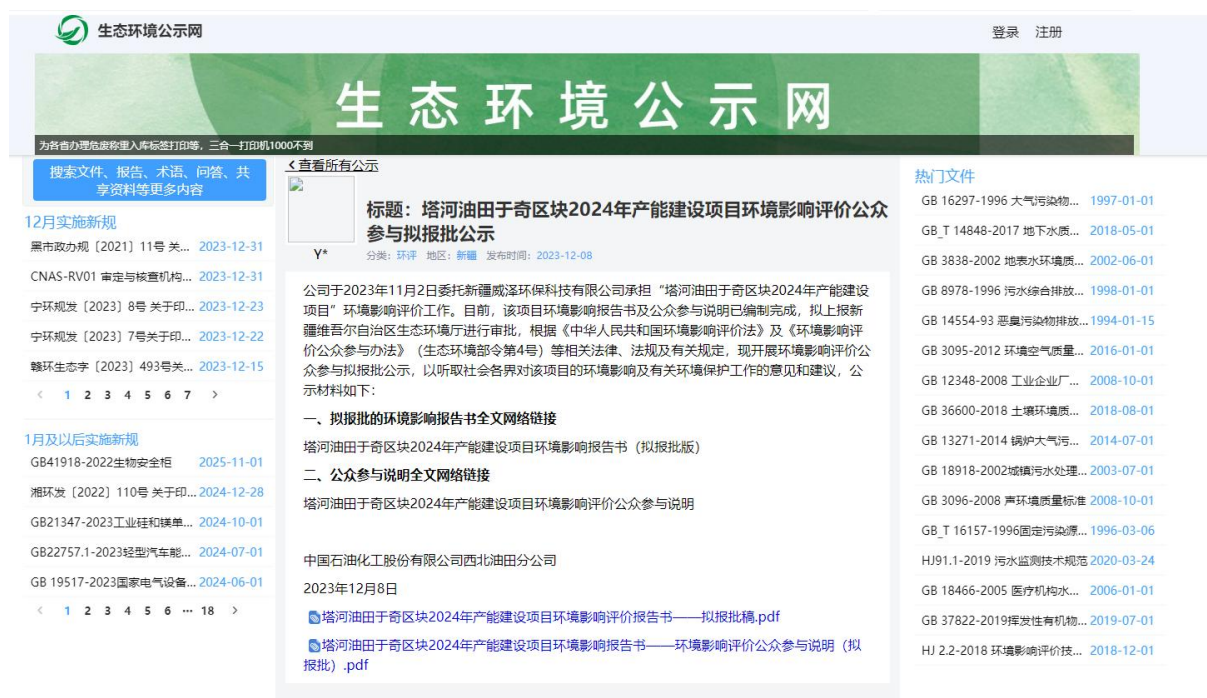 生态环境公示网
登录 注册
生态环境公示网
为各省办理危废称重入库标签打印等，三合一打印机1000不到
搜索文件、报告、术语、问答、共
享资料等更多内容
12月实施新规
黑市政办规〔2021〕11号 关... 2023-12-31
CNAS-RV01 审定与核查机构... 2023-12-31
宁环规发〔2023〕8号 关于印... 2023-12-23
宁环规发〔2023〕7号关于印... 2023-12-22
赣环生态字〔2023〕493号关... 2023-12-15
< 1 2 3 4 5 6 7 >
1月及以后实施新规
GB41918-2022生物安全柜 2025-11-01
湘环发〔2022〕110号 关于印... 2024-12-28
GB21347-2023工业硅和镁单... 2024-10-01
GB22757.1-2023轻型汽车能... 2024-07-01
GB 19517-2023国家电气设备... 2024-06-01
< 1 2 3 4 5 6 ··· 18 >
查看所有公示
Y*
标题：塔河油田于奇区块2024年产能建设项目环境影响评价公众
参与拟报批公示
分类：环评 地区：新疆 发布时间：2023-12-08
公司于2023年11月2日委托新疆威泽环保科技有限公司承担“塔河油田于奇区块2024年产能建设
项目”环境影响评价工作。目前，该项目环境影响报告书及公众参与说明已编制完成，拟上报新
疆维吾尔自治区生态环境厅进行审批，根据《中华人民共和国环境影响评价法》及《环境影响评
价公众参与办法》（生态环境部令第4号）等相关法律、法规及有关规定，现开展环境影响评价公
众参与拟报批公示，以听取社会各界对该项目的环境影响及有关环境保护工作的意见和建议，公
示材料如下：
一、拟报批的环境影响报告书全文网络链接
塔河油田于奇区块2024年产能建设项目环境影响报告书（拟报批版）
二、公众参与说明全文网络链接
塔河油田于奇区块2024年产能建设项目环境影响评价公众参与说明
中国石油化工股份有限公司西北油田分公司
2023年12月8日
塔河油田于奇区块2024年产能建设项目环境影响评价报告书——拟报批稿.pdf
塔河油田于奇区块2024年产能建设项目环境影响报告书——环境影响评价公众参与说明（拟
报批）.pdf
热门文件
GB 16297-1996 大气污染物... 1997-01-01
GB_T 14848-2017 地下水质... 2018-05-01
GB 3838-2002 地表水环境质... 2002-06-01
GB 8978-1996 污水综合排放... 1998-01-01
GB 14554-93 恶臭污染物排放... 1994-01-15
GB 3095-2012 环境空气质量... 2016-01-01
GB 12348-2008 工业企业厂... 2008-10-01
GB 36600-2018 土壤环境质... 2018-08-01
GB 13271-2014 锅炉大气污... 2014-07-01
GB 18918-2002城镇污水处理... 2003-07-01
GB 3096-2008 声环境质量标准 2008-10-01
GB_T 16157-1996固定污染源... 1996-03-06
HJ91.1-2019 污水监测技术规范 2020-03-24
GB 18466-2005 医疗机构水... 2006-01-01
GB 37822-2019挥发性有机物... 2019-07-01
HJ 2.2-2018 环境影响评价技... 2018-12-01